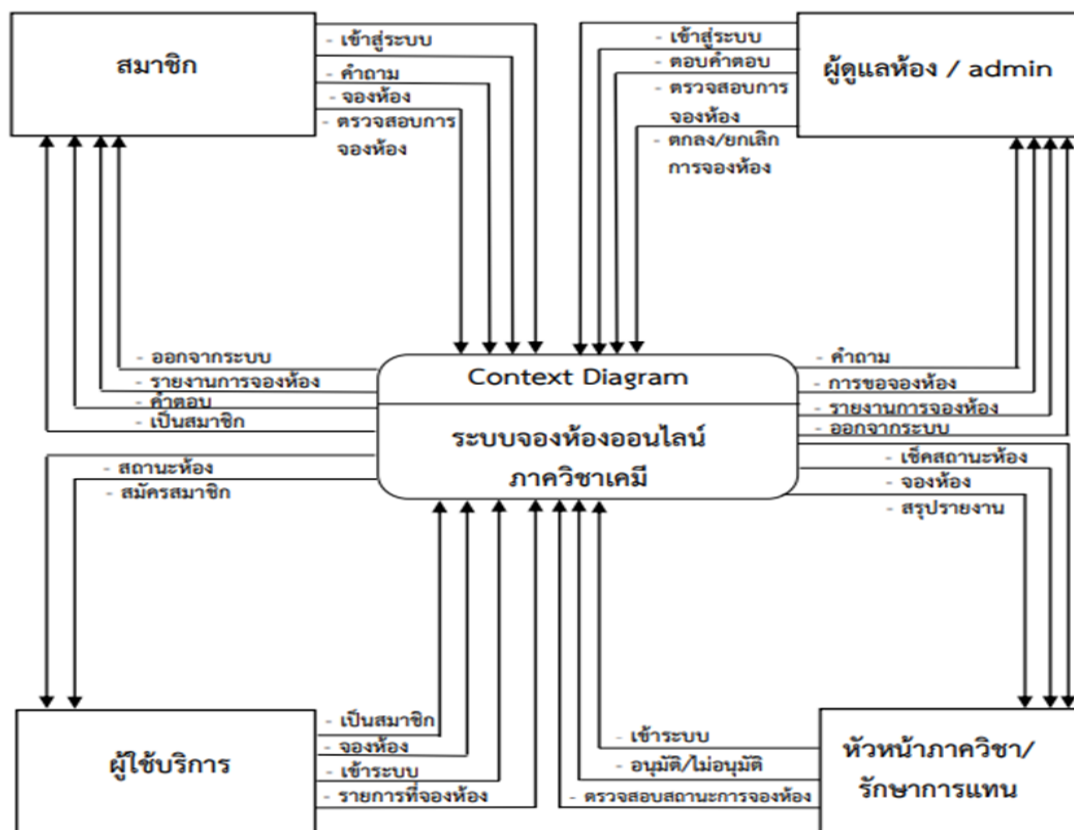 สมาชิก
- เข้าสู่ระบบ
- คำถาม
- จองห้อง
- ตรวจสอบการ
จองห้อง
- เข้าสู่ระบบ
- ตอบคำตอบ
- ตรวจสอบการ
จองห้อง
- ตกลง/ยกเลิก
การจองห้อง
ผู้ดูแลห้อง / admin
- ออกจากระบบ
- รายงานการจองห้อง
- คำตอบ
- เป็นสมาชิก
Context Diagram
ระบบจองห้องออนไลน์
ภาควิชาเคมี
- คำถาม
- การขอจองห้อง
- รายงานการจองห้อง
- ออกจากระบบ
- สถานะห้อง
- สมัครสมาชิก
- เช็คสถานะห้อง
- จองห้อง
- สรุปรายงาน
ผู้ใช้บริการ
- เป็นสมาชิก
- จองห้อง
- เข้าระบบ
- รายการที่จองห้อง
- เข้าระบบ
- อนุมัติ/ไม่อนุมัติ
- ตรวจสอบสถานะการจองห้อง
หัวหน้าภาควิชา/
รักษาการแทน